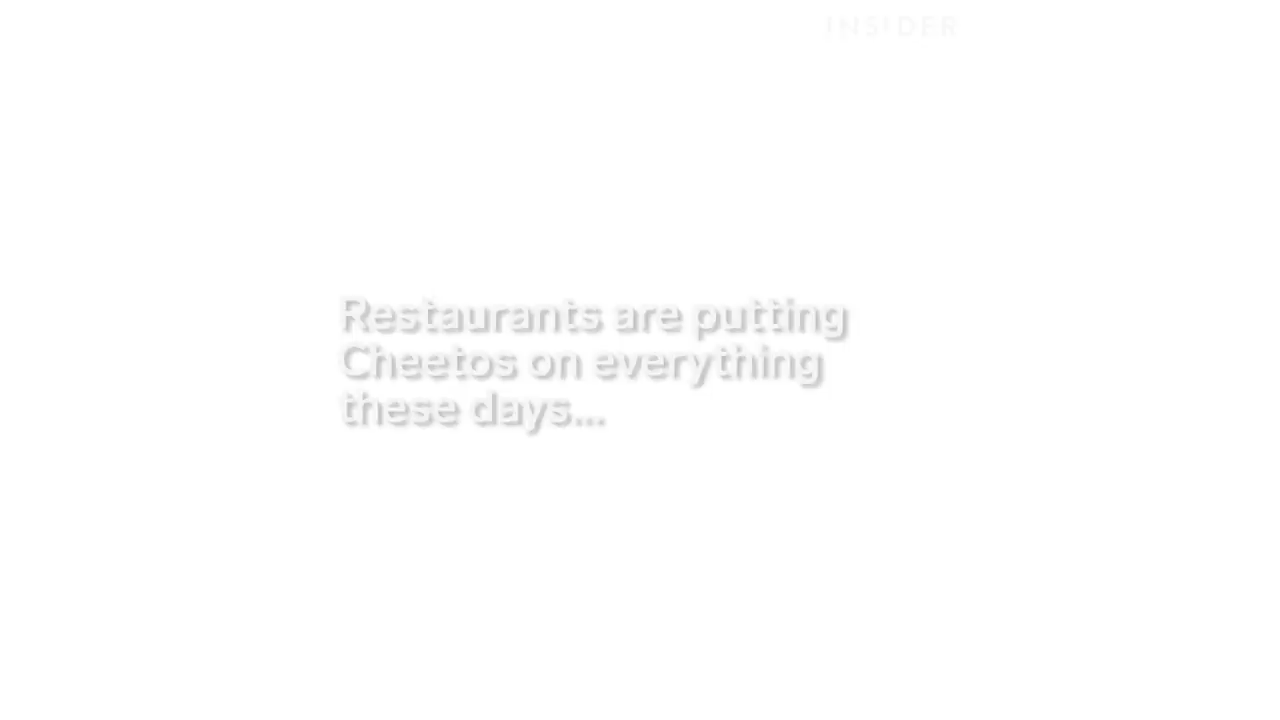 INSIDER
Restaurants are putting
Cheetos on everything
these days...